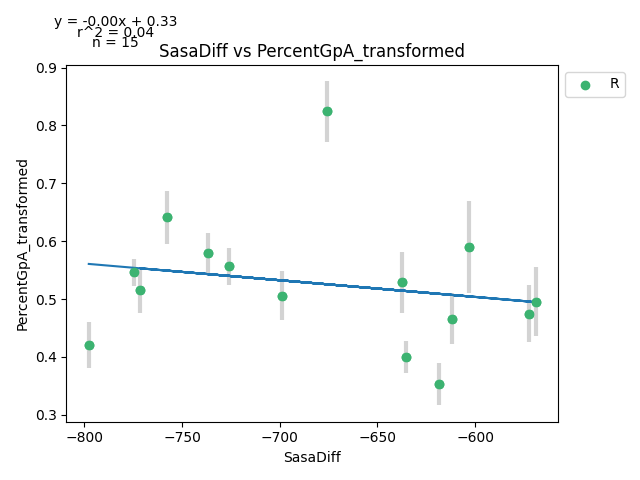 y = -0.00x + 0.33
r^2 = 0.04
n = 15
SasaDiff vs PercentGpA_transformed
R
PercentGpA_transformed
0.9
0.8
0.7
0.6
0.5
0.4
0.3
−800
−750
−700
−650
−600
SasaDiff